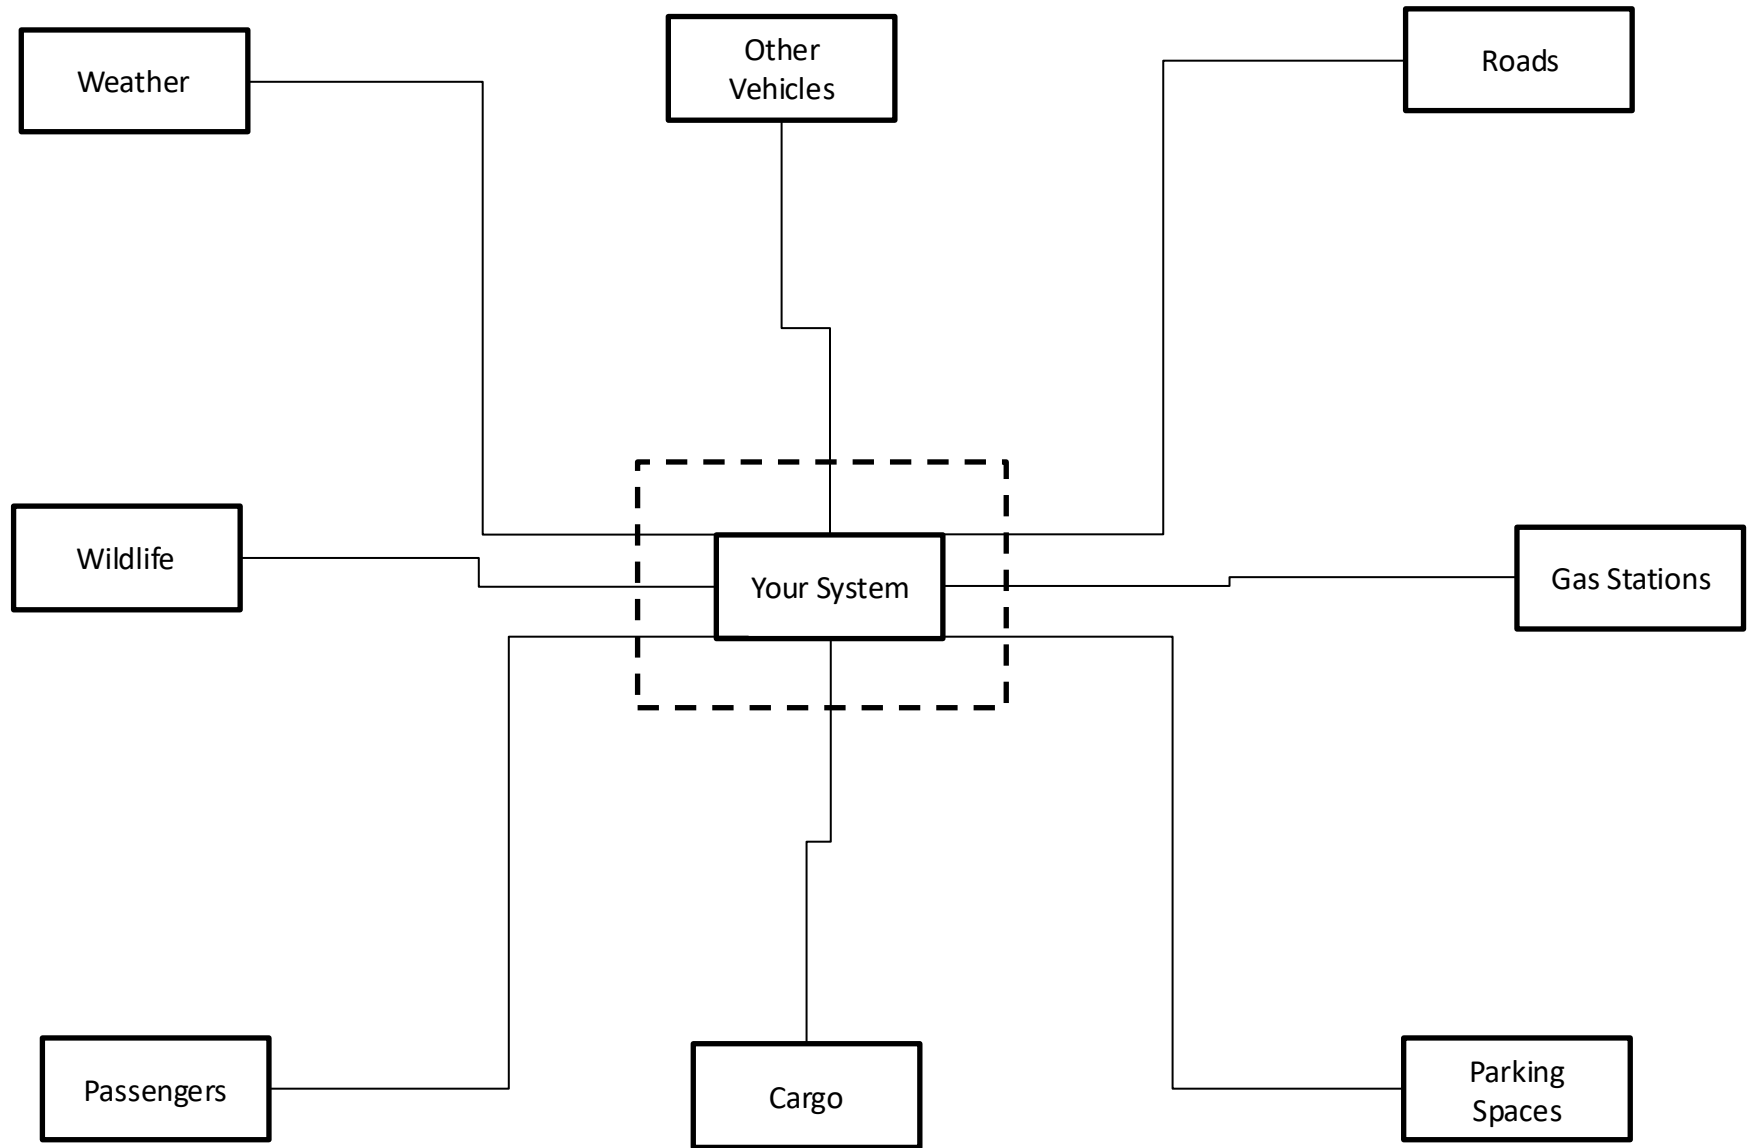 Weather
Other
Vehicles
Roads
Wildlife
Your System
Gas Stations
Passengers
Cargo
Parking
Spaces